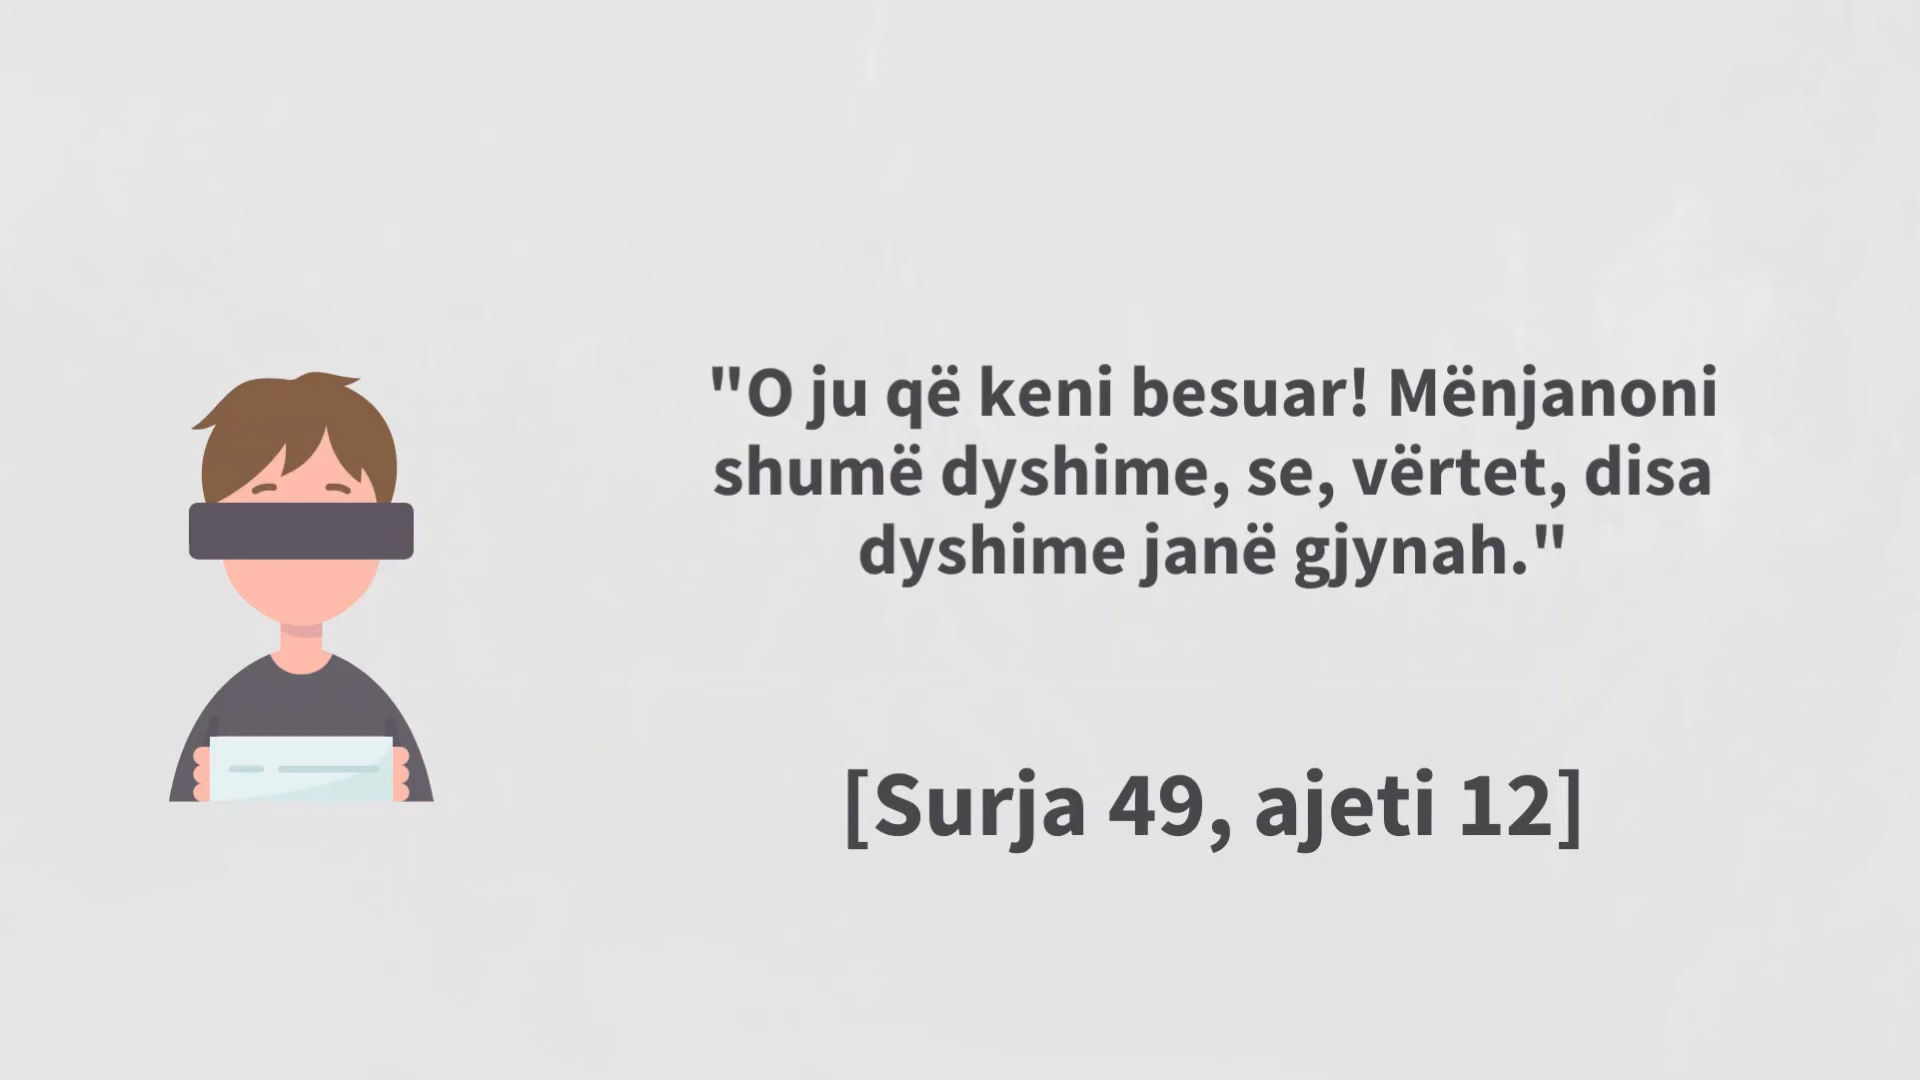 "O ju që keni besuar! Mënjanoni
shumë dyshime, se, vërtet, disa
dyshime janë gjynah."
[Surja 49, ajeti 12]